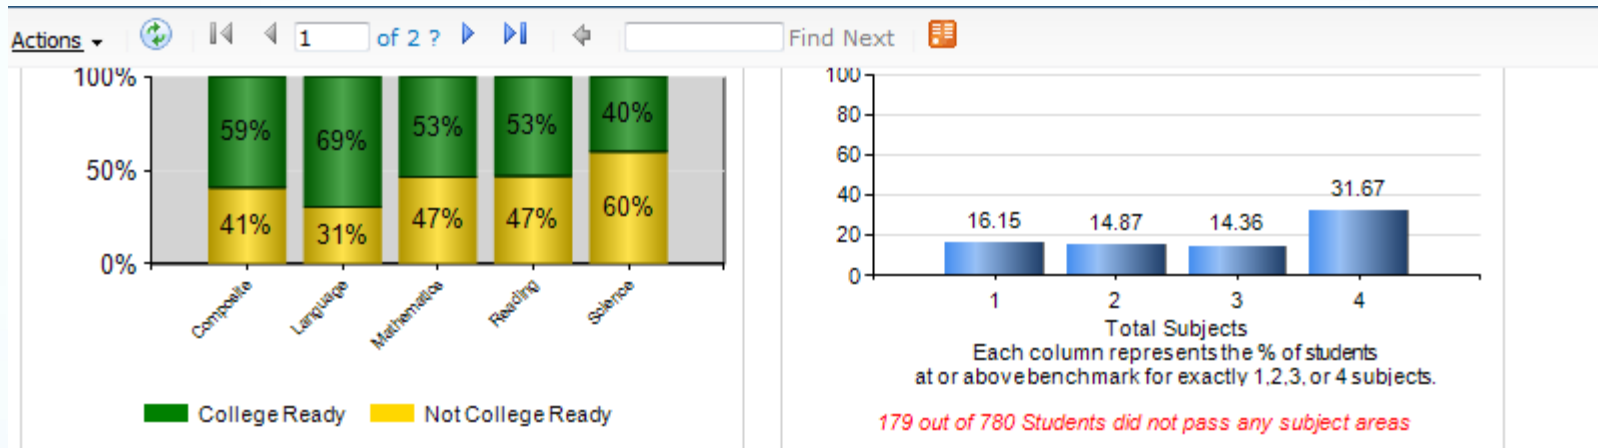 Actions
1 of 2 ? Find Next
100%
59% 69% 53% 53% 40%
50%
41% 31% 47% 47% 60%
0%
Composite Language Mathematics Reading Science
College Ready Not College Ready
100
80
60
40
20
0
16.15 14.87 14.36 31.67
1 2 3 4
Total Subjects
Each column represents the % of students
at or above benchmark for exactly 1,2,3, or 4 subjects.
179 out of 780 Students did not pass any subject areas